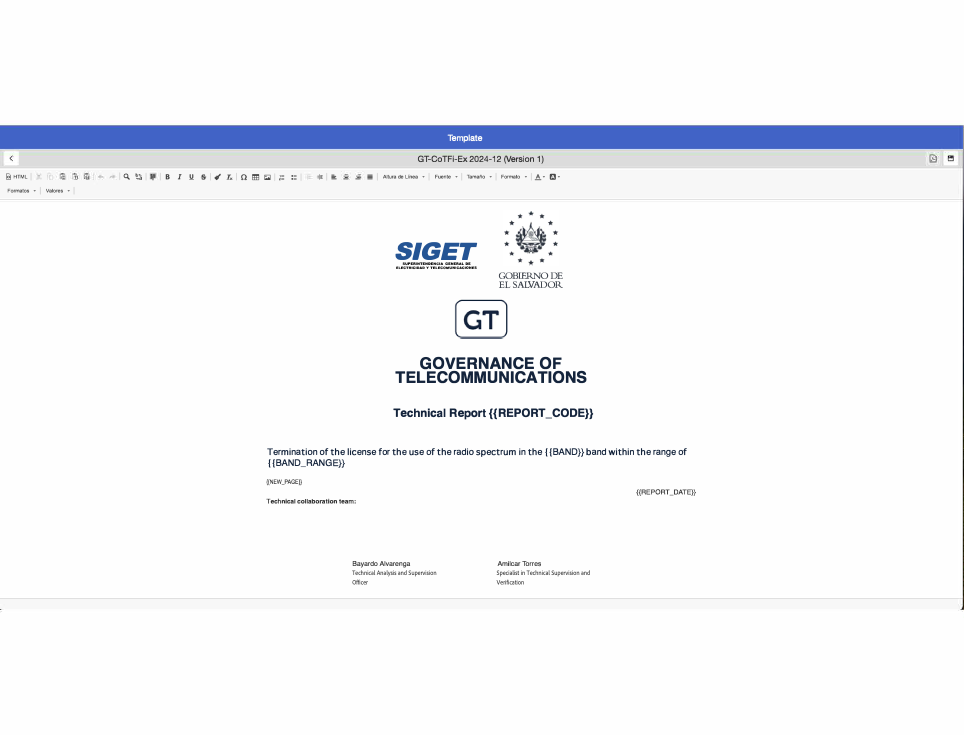 Template
GT-CoTFi-Ex 2024-12 (Version 1)
HTML
B I U S
Altura de Línea
Fuente
Tamaño
Formato
A
A
Formatos
Valores
SIGET
SUPERINTENDENCIA GENERAL DE
ELECTRICIDAD Y TELECOMUNICACIONES
GOBIERNO DE
EL SALVADOR
GT
GOVERNANCE OF
TELECOMMUNICATIONS
Technical Report {{REPORT_CODE}}
Termination of the license for the use of the radio spectrum in the {{BAND}} band within the range of
{{BAND_RANGE}}
{{NEW_PAGE}}
{{REPORT_DATE}}
Technical collaboration team:
Bayardo Alvarenga
Technical Analysis and Supervision
Officer
Amilcar Torres
Specialist in Technical Supervision and
Verification